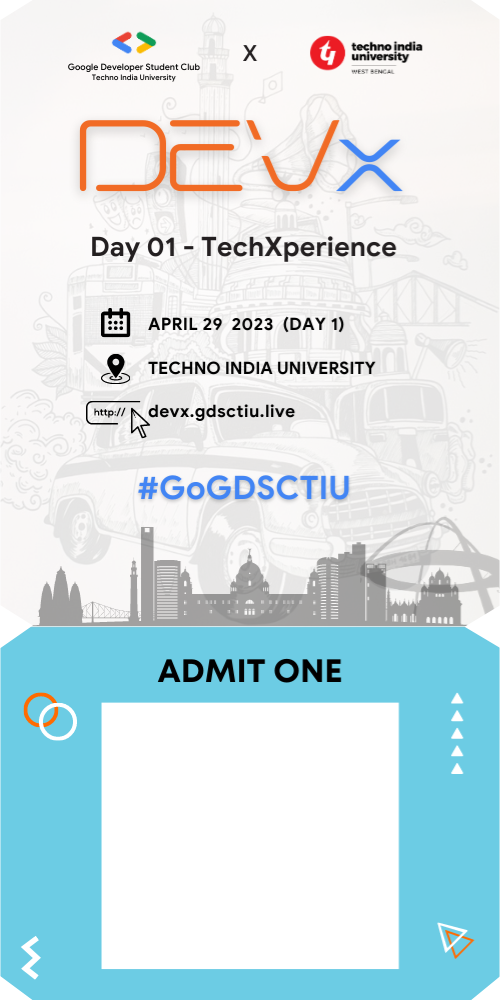 Google Developer Student Club
Techno India University
X
techno india
university
WEST BENGAL
DEVx
Day 01 - TechXperience
APRIL 29 2023 (DAY 1)
TECHNO INDIA UNIVERSITY
http://
devx.gdsctiu.live
#GoGDSCTIU
ADMIT ONE